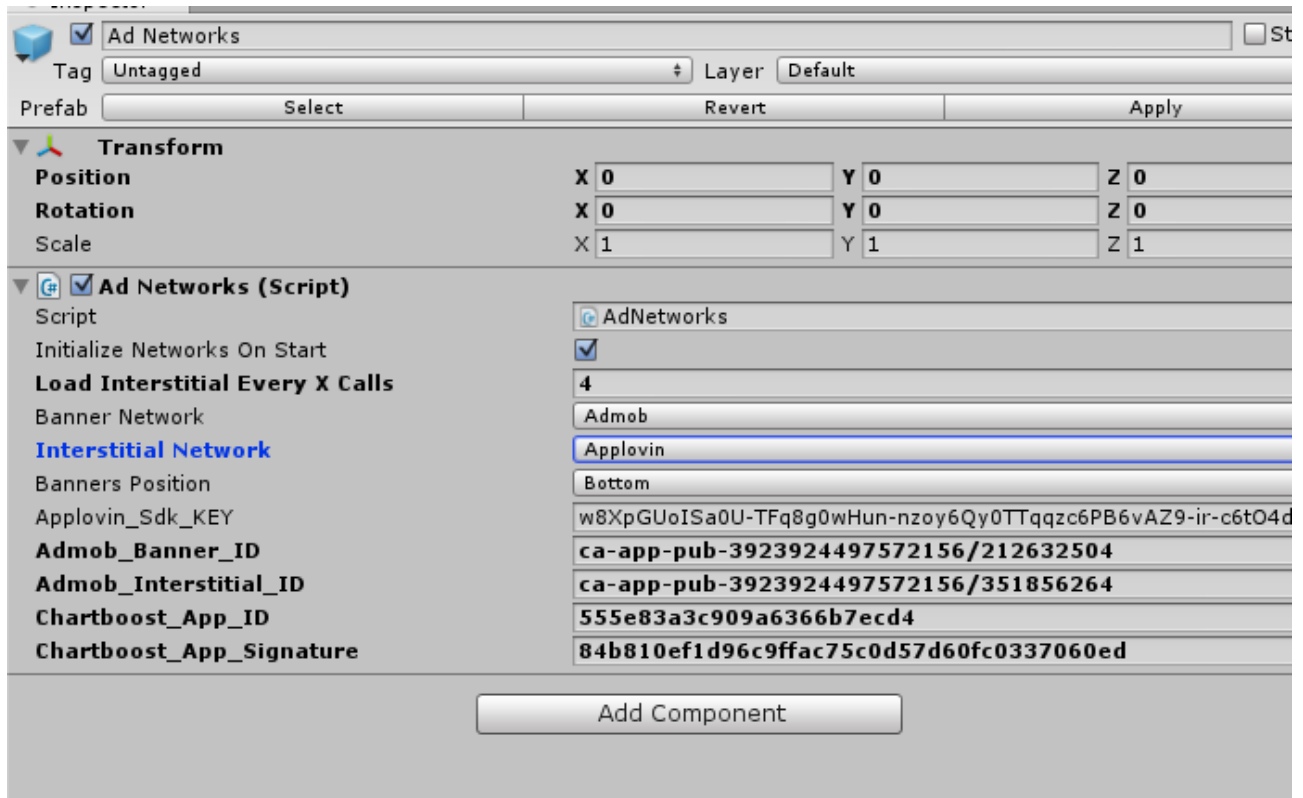 Inspector
Ad Networks St
Tag Untagged Layer Default
Prefab Select Revert Apply
Transform
Position X 0 Y 0 Z 0
Rotation X 0 Y 0 Z 0
Scale X 1 Y 1 Z 1
Ad Networks (Script)
Script AdNetworks
Initialize Networks On Start
Load Interstitial Every X Calls 4
Banner Network Admob
Interstitial Network Applovin
Banners Position Bottom
Applovin_Sdk_KEY w8XpGUoISa0U-TFq8g0wHun-nzoy6Qy0TTqqzc6PB6vAZ9-ir-c6tO4d
Admob_Banner_ID ca-app-pub-3923924497572156/212632504
Admob_Interstitial_ID ca-app-pub-3923924497572156/351856264
Chartboost_App_ID 555e83a3c909a6366b7ecd4
Chartboost_App_Signature 84b810ef1d96c9ffac75c0d57d60fc0337060ed
Add Component